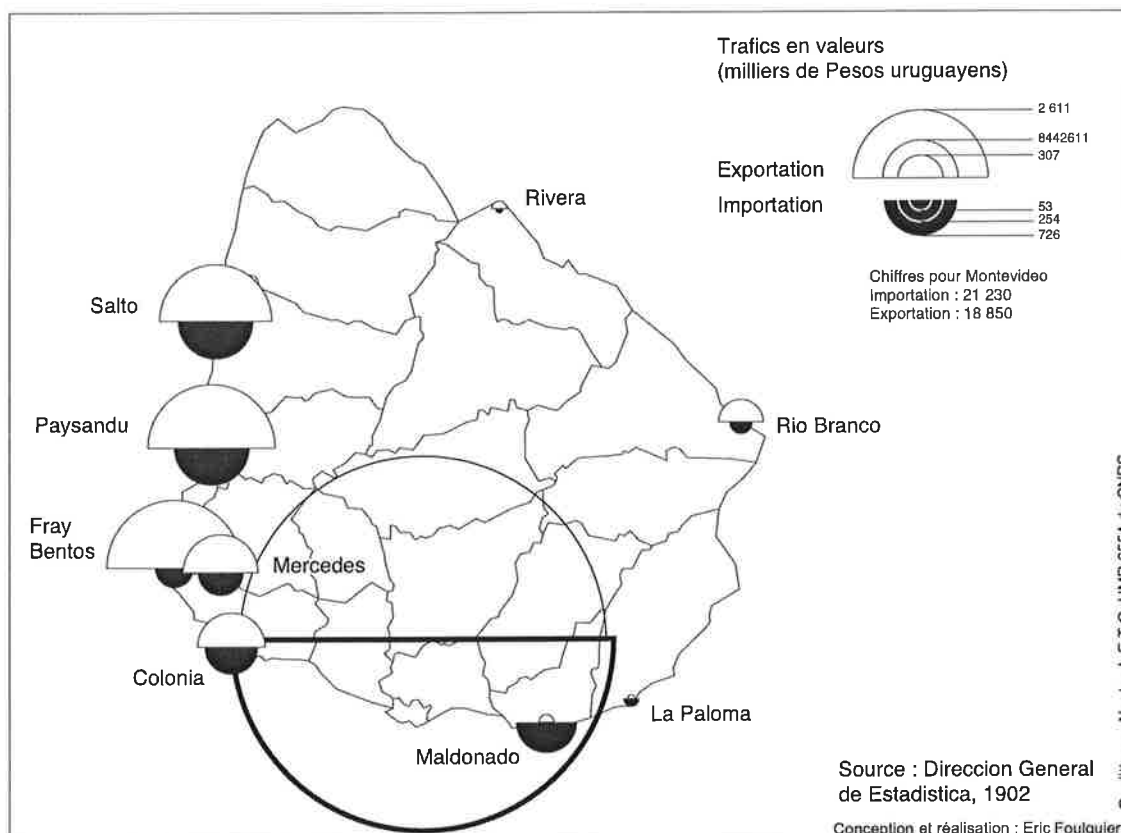 Trafics en valeurs
(milliers de Pesos uruguayens)
2 611
8442611
307
Exportation
Importation
53
254
726
Chiffres pour Montevideo
Importation : 21 230
Exportation : 18 850
Rivera
Salto
Paysandu
Rio Branco
Fray
Bentos
Mercedes
Colonia
La Paloma
Maldonado
Source : Direccion General
de Estadistica, 1902
Conception et réalisation : Eric Foulquier